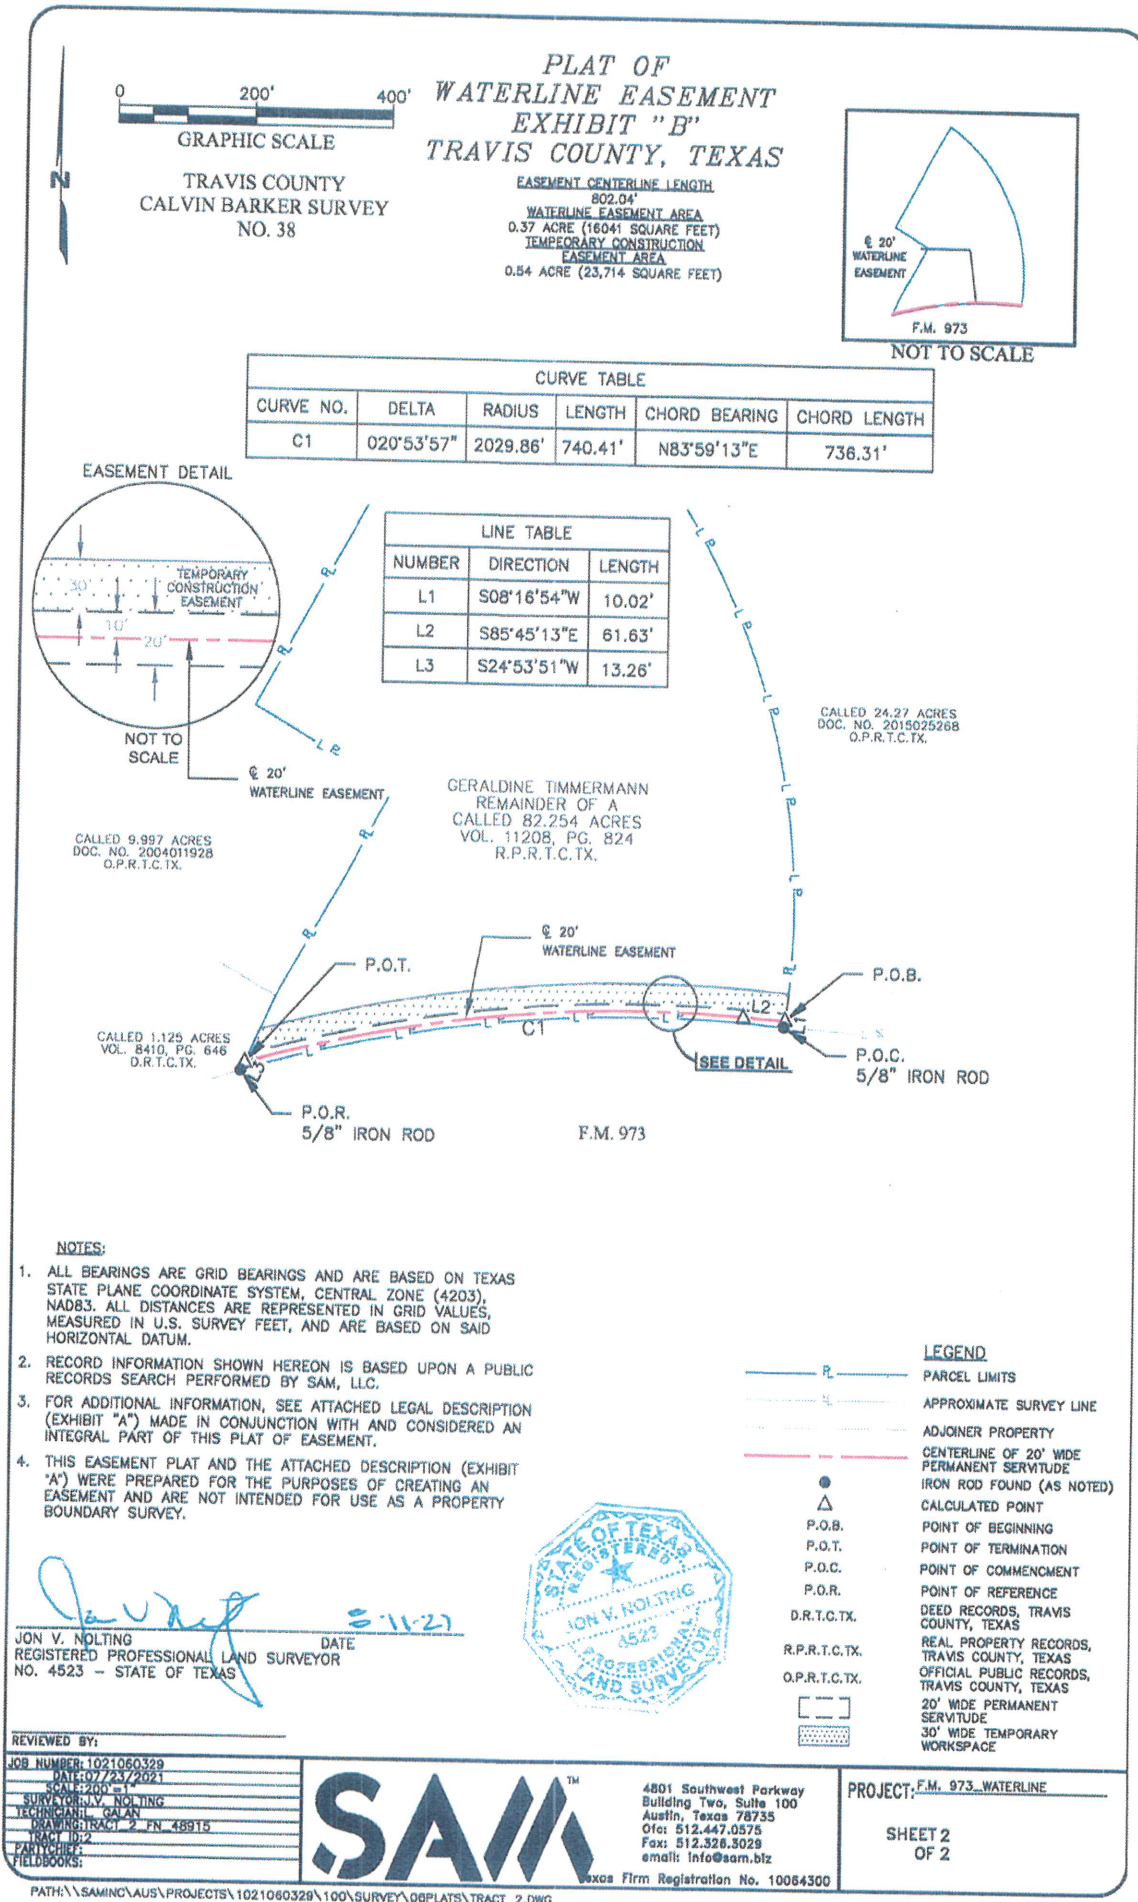 PLAT OF
WATERLINE EASEMENT
EXHIBIT "B"
TRAVIS COUNTY, TEXAS
0 200' 400'
GRAPHIC SCALE
N
TRAVIS COUNTY
CALVIN BARKER SURVEY
NO. 38
EASEMENT CENTERLINE LENGTH
802.04'
WATERLINE EASEMENT AREA
0.37 ACRE (16041 SQUARE FEET)
TEMPEORARY CONSTRUCTION
EASEMENT AREA
0.54 ACRE (23,714 SQUARE FEET)
℄ 20'
WATERLINE
EASEMENT
F.M. 973
NOT TO SCALE
CURVE TABLE
CURVE NO. DELTA RADIUS LENGTH CHORD BEARING CHORD LENGTH
C1 020°53'57" 2029.86' 740.41' N83°59'13"E 736.31'
EASEMENT DETAIL
30'
TEMPORARY
CONSTRUCTION
EASEMENT
10'
20'
NOT TO
SCALE
℄ 20'
WATERLINE EASEMENT
LINE TABLE
NUMBER DIRECTION LENGTH
L1 S08°16'54"W 10.02'
L2 S85°45'13"E 61.63'
L3 S24°53'51"W 13.26'
CALLED 24.27 ACRES
DOC. NO. 2015025268
O.P.R.T.C.TX.
GERALDINE TIMMERMANN
REMAINDER OF A
CALLED 82.254 ACRES
VOL. 11208, PG. 824
R.P.R.T.C.TX.
CALLED 9.997 ACRES
DOC. NO. 2004011928
O.P.R.T.C.TX.
℄ 20'
WATERLINE EASEMENT
P.O.T.
P.O.B.
L2
L1
C1
CALLED 1.125 ACRES
VOL. 8410, PG. 646
D.R.T.C.TX.
L3
SEE DETAIL
P.O.C.
5/8" IRON ROD
P.O.R.
5/8" IRON ROD
F.M. 973
NOTES:
1. ALL BEARINGS ARE GRID BEARINGS AND ARE BASED ON TEXAS
STATE PLANE COORDINATE SYSTEM, CENTRAL ZONE (4203),
NAD83. ALL DISTANCES ARE REPRESENTED IN GRID VALUES,
MEASURED IN U.S. SURVEY FEET, AND ARE BASED ON SAID
HORIZONTAL DATUM.
2. RECORD INFORMATION SHOWN HEREON IS BASED UPON A PUBLIC
RECORDS SEARCH PERFORMED BY SAM, LLC.
3. FOR ADDITIONAL INFORMATION, SEE ATTACHED LEGAL DESCRIPTION
(EXHIBIT "A") MADE IN CONJUNCTION WITH AND CONSIDERED AN
INTEGRAL PART OF THIS PLAT OF EASEMENT.
4. THIS EASEMENT PLAT AND THE ATTACHED DESCRIPTION (EXHIBIT
"A") WERE PREPARED FOR THE PURPOSES OF CREATING AN
EASEMENT AND ARE NOT INTENDED FOR USE AS A PROPERTY
BOUNDARY SURVEY.
LEGEND
PARCEL LIMITS
APPROXIMATE SURVEY LINE
ADJOINER PROPERTY
CENTERLINE OF 20' WIDE
PERMANENT SERVITUDE
IRON ROD FOUND (AS NOTED)
CALCULATED POINT
P.O.B. POINT OF BEGINNING
P.O.T. POINT OF TERMINATION
P.O.C. POINT OF COMMENCMENT
P.O.R. POINT OF REFERENCE
D.R.T.C.TX. DEED RECORDS, TRAVIS
COUNTY, TEXAS
R.P.R.T.C.TX. REAL PROPERTY RECORDS,
TRAVIS COUNTY, TEXAS
O.P.R.T.C.TX. OFFICIAL PUBLIC RECORDS,
TRAVIS COUNTY, TEXAS
20' WIDE PERMANENT
SERVITUDE
30' WIDE TEMPORARY
WORKSPACE
STATE OF TEXAS
REGISTERED
JON V. NOLTING
4523
PROFESSIONAL
LAND SURVEYOR
JON V. NOLTING DATE
REGISTERED PROFESSIONAL LAND SURVEYOR
NO. 4523 - STATE OF TEXAS
REVIEWED BY:
JOB NUMBER: 1021060329
DATE: 07/23/2021
SCALE: 200'=1"
SURVEYOR: J.V. NOLTING
TECHNICIAN: L. GALAN
DRAWING: TRACT_2_FN_48915
TRACT ID: 2
PARTYCHIEF:
FIELDBOOKS:
SAM™
4801 Southwest Parkway
Building Two, Suite 100
Austin, Texas 78735
Ofc: 512.447.0575
Fax: 512.326.3029
email: info@sam.biz
Texas Firm Registration No. 10064300
PROJECT: F.M. 973_WATERLINE
SHEET 2
OF 2
PATH:\\SAMINC\AUS\PROJECTS\1021060329\100\SURVEY\06PLATS\TRACT_2.DWG